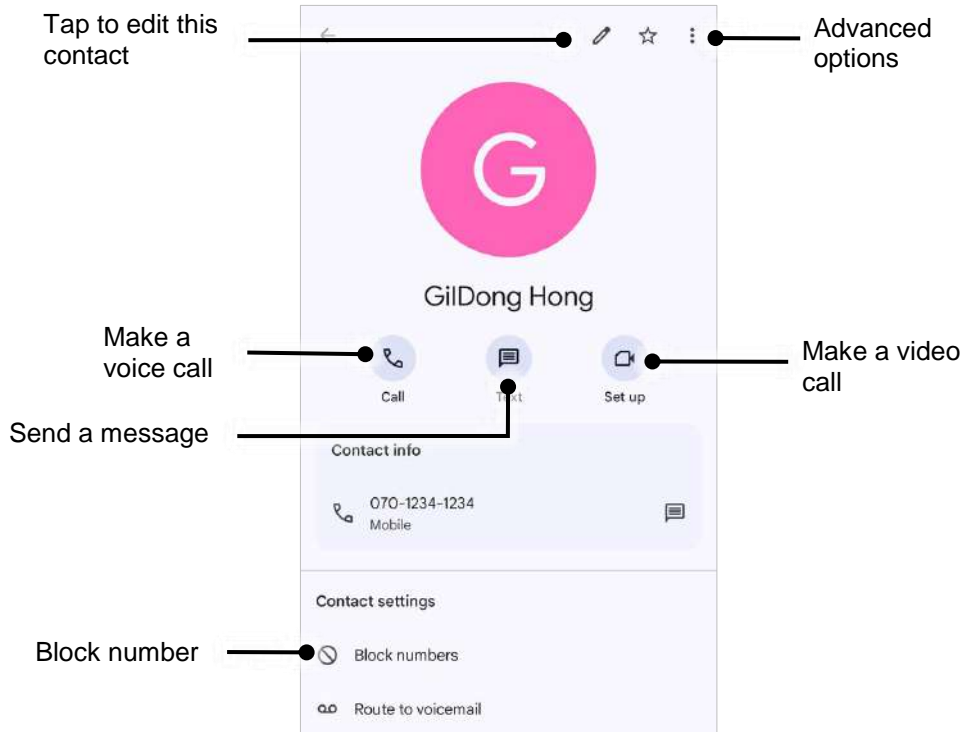 Tap to edit this
contact
Advanced
options
G
GilDong Hong
Make a
voice call
Make a video
call
Call
Text
Set up
Send a message
Contact info
070-1234-1234
Mobile
Contact settings
Block number
Block numbers
Route to voicemail